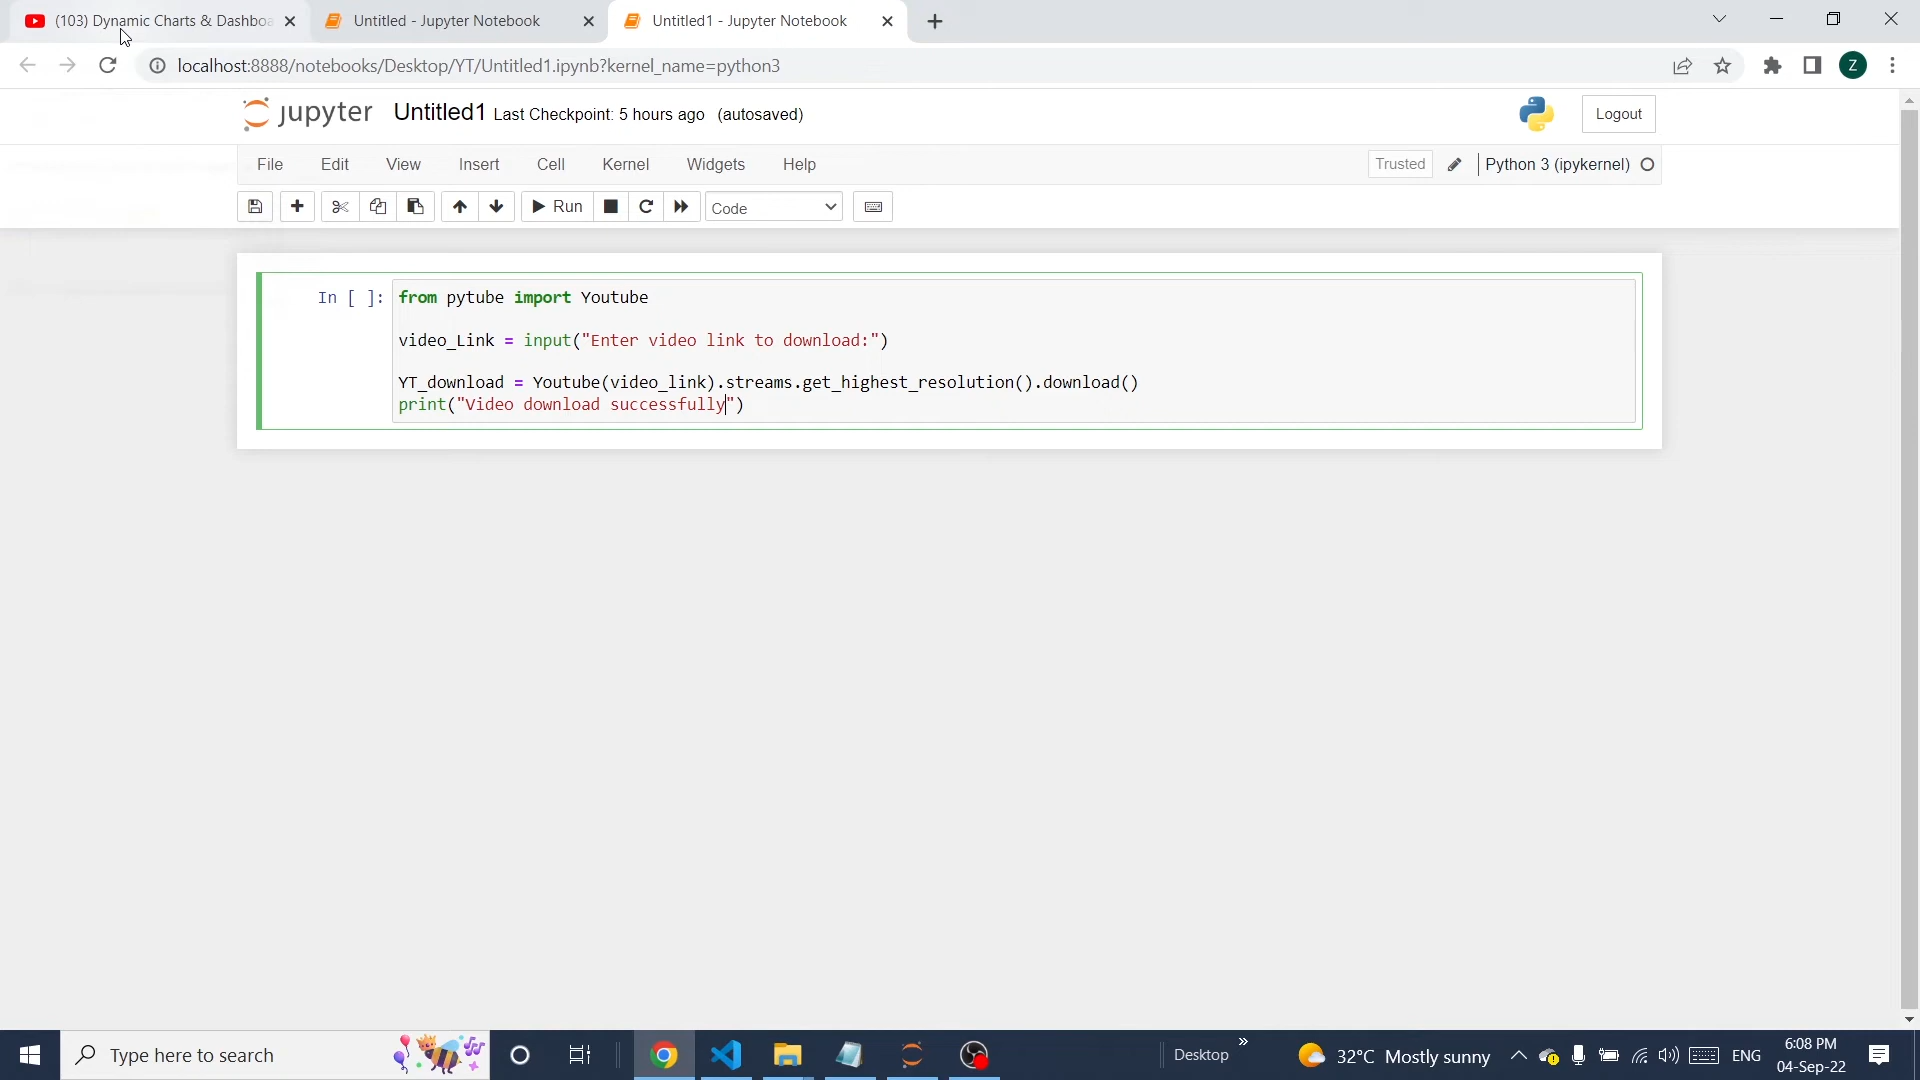 (103) Dynamic Charts & Dashboa
Untitled - Jupyter Notebook
Untitled1 - Jupyter Notebook
localhost:8888/notebooks/Desktop/YT/Untitled1.ipynb?kernel_name=python3
Z
jupyter Untitled1 Last Checkpoint: 5 hours ago (autosaved)
Logout
File Edit View Insert Cell Kernel Widgets Help
Trusted
Python 3 (ipykernel)
Run
Code
In [ ]: from pytube import Youtube
video_Link = input("Enter video link to download:")
YT_download = Youtube(video_link).streams.get_highest_resolution().download()
print("Video download successfully")
Type here to search
Desktop
32°C Mostly sunny
ENG
6:08 PM
04-Sep-22